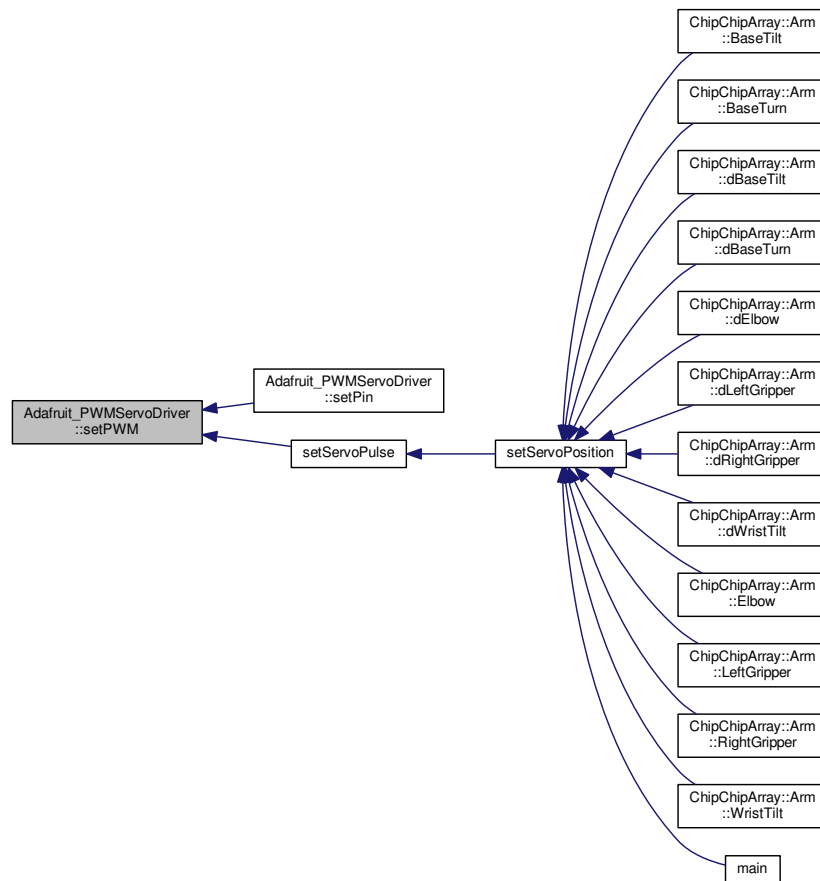 Adafruit_PWMServoDriver
::setPWM
Adafruit_PWMServoDriver
::setPin
setServoPulse
setServoPosition
ChipChipArray::Arm
::BaseTilt
ChipChipArray::Arm
::BaseTurn
ChipChipArray::Arm
::dBaseTilt
ChipChipArray::Arm
::dBaseTurn
ChipChipArray::Arm
::dElbow
ChipChipArray::Arm
::dLeftGripper
ChipChipArray::Arm
::dRightGripper
ChipChipArray::Arm
::dWristTilt
ChipChipArray::Arm
::Elbow
ChipChipArray::Arm
::LeftGripper
ChipChipArray::Arm
::RightGripper
ChipChipArray::Arm
::WristTilt
main